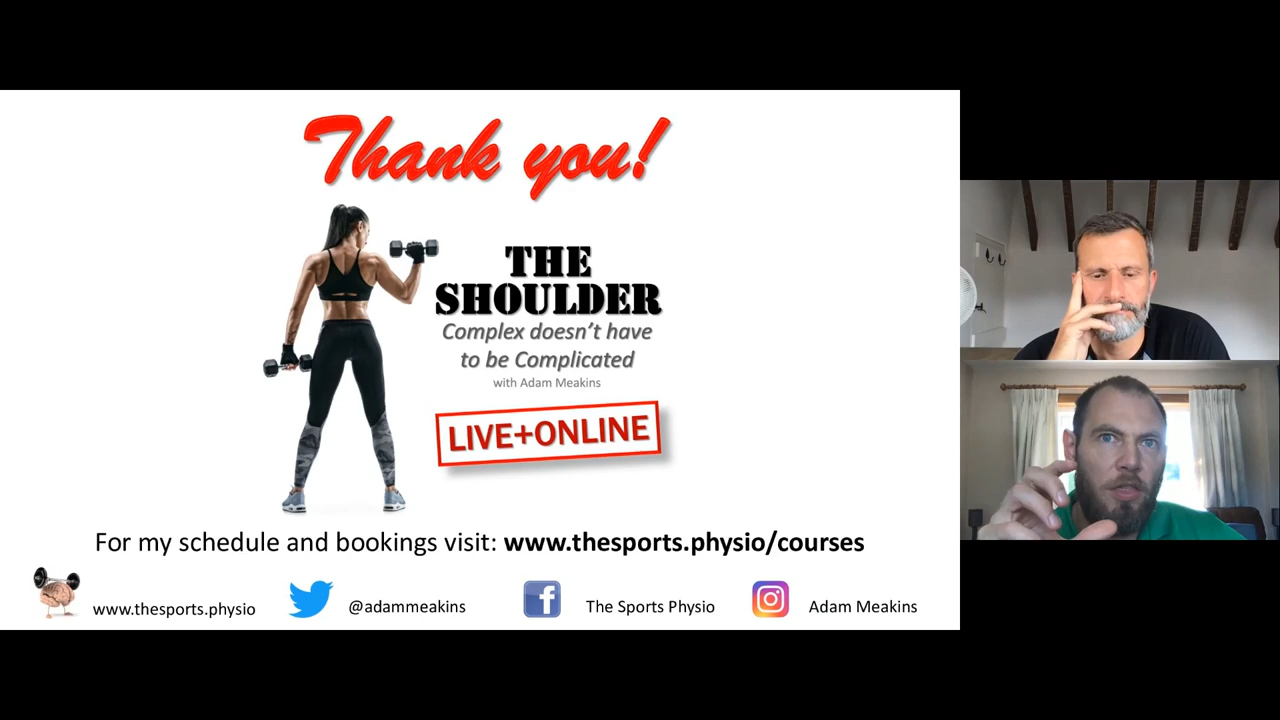 Thank you!
THE
SHOULDER
Complex doesn't have
to be Complicated
with Adam Meakins
LIVE+ONLINE
For my schedule and bookings visit: www.thesports.physio/courses
www.thesports.physio
@adammeakins
The Sports Physio
Adam Meakins